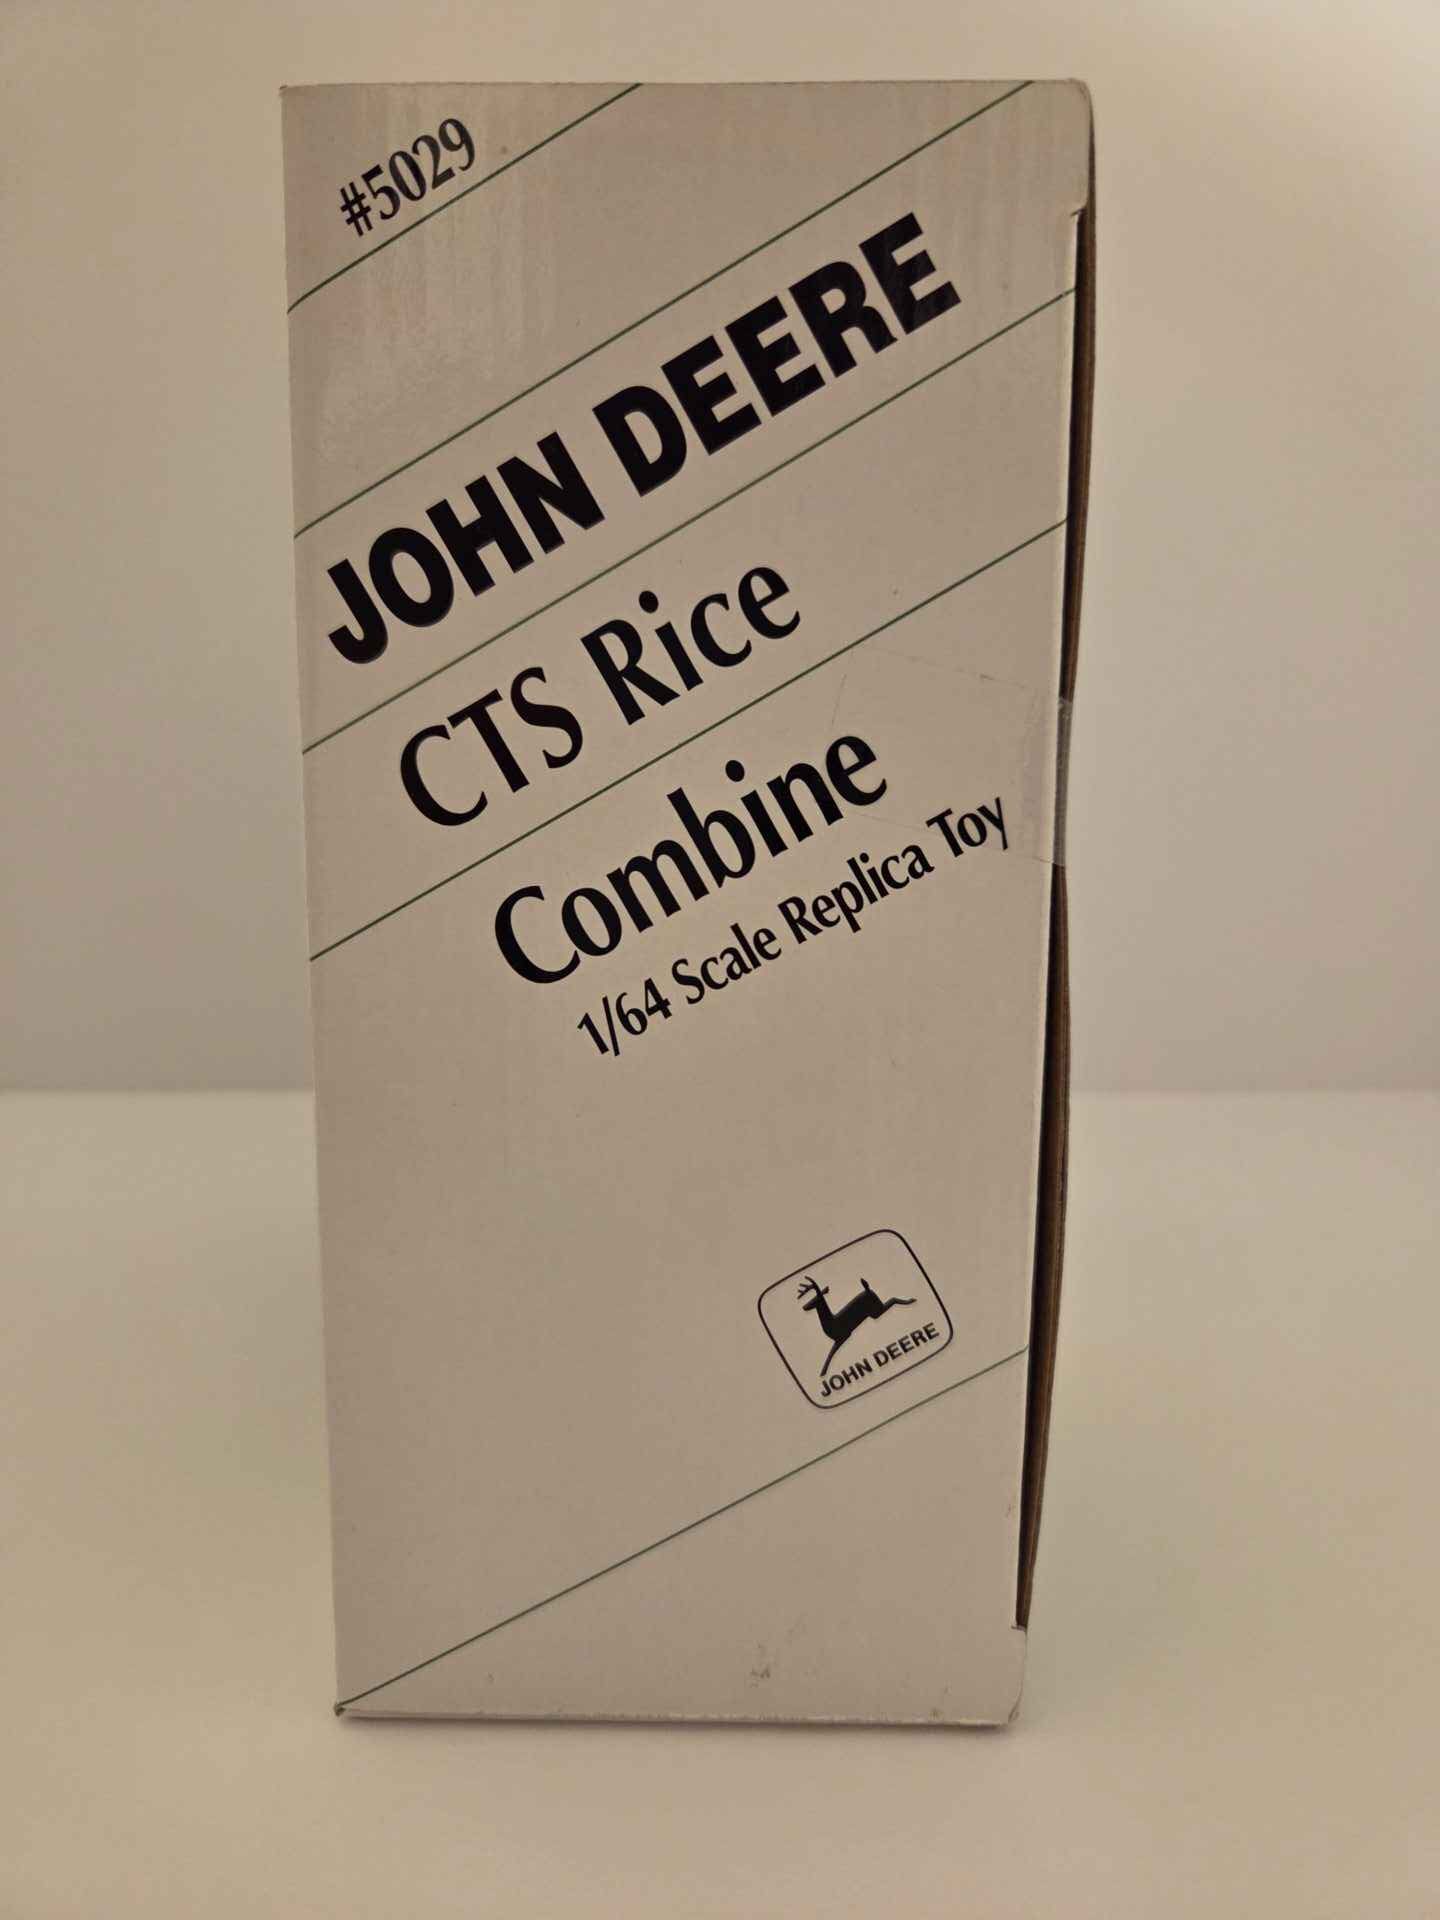 #5029
JOHN DEERE
CTS Rice
Combine
1/64 Scale Replica Toy
JOHN DEERE